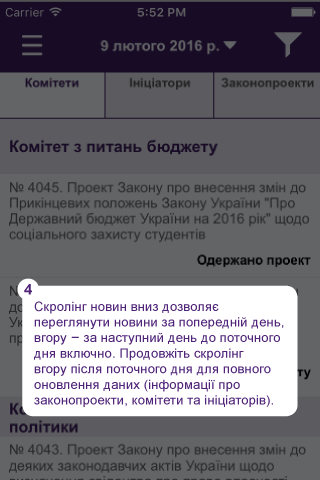 Carrier 5:52 PM
9 лютого 2016 р.
Комітети Ініціатори Законопроекти
Комітет з питань бюджету
№ 4045. Проект Закону про внесення змін до
Прикінцевих положень Закону України "Про
Державний бюджет України на 2016 рік" щодо
соціального захисту студентів
Одержано проект
4
Скролінг новин вниз дозволяє
переглянути новини за попередній день,
вгору – за наступний день до поточного
дня включно. Продовжіть скролінг
вгору після поточного дня для повного
оновлення даних (інформації про
законопроекти, комітети та ініціаторів).
політики
№ 4043. Проект Закону про внесення змін до
деяких законодавчих актів України щодо